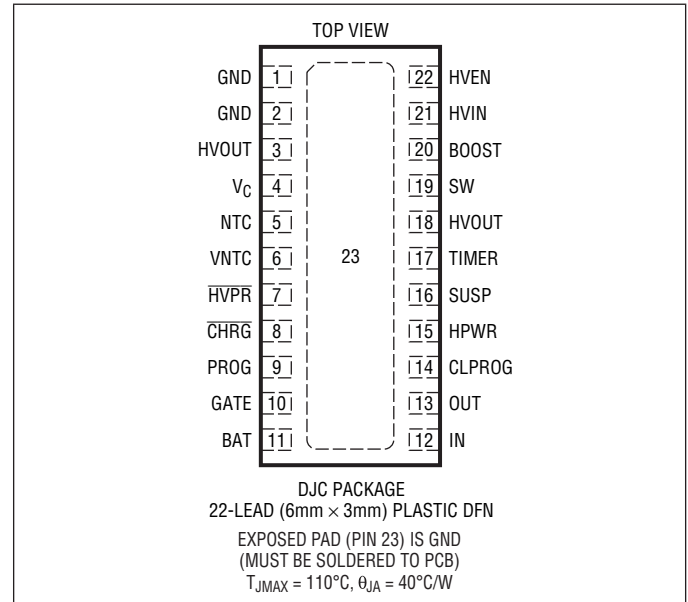 TOP VIEW
GND 1 22 HVEN
GND 2 21 HVIN
HVOUT 3 20 BOOST
VC 4 19 SW
NTC 5 18 HVOUT
VNTC 6 23 17 TIMER
HVPR 7 16 SUSP
CHRG 8 15 HPWR
PROG 9 14 CLPROG
GATE 10 13 OUT
BAT 11 12 IN
DJC PACKAGE
22-LEAD (6mm × 3mm) PLASTIC DFN
EXPOSED PAD (PIN 23) IS GND
(MUST BE SOLDERED TO PCB)
TJMAX = 110°C, θJA = 40°C/W